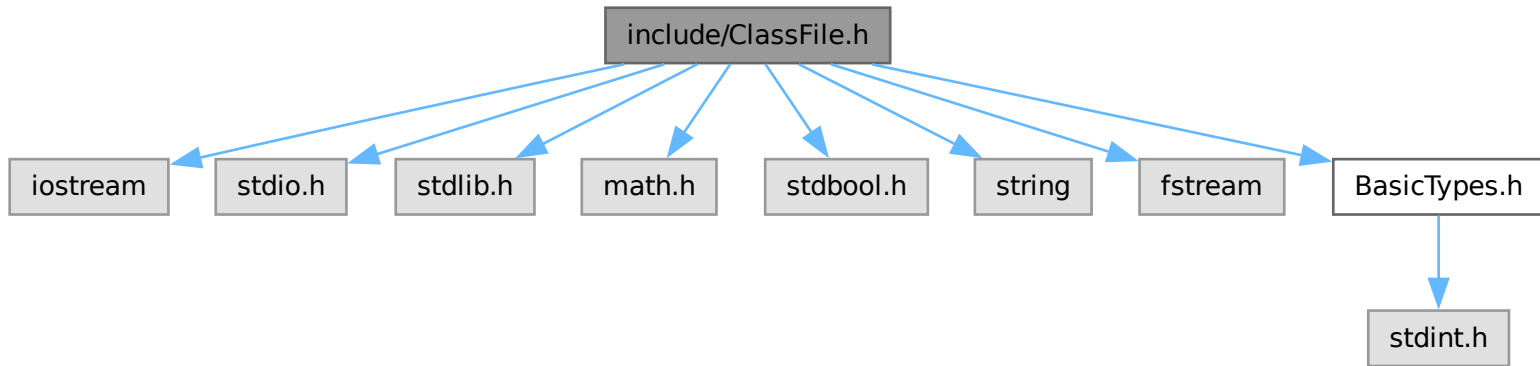 include/ClassFile.h
iostream
stdio.h
stdlib.h
math.h
stdbool.h
string
fstream
BasicTypes.h
stdint.h